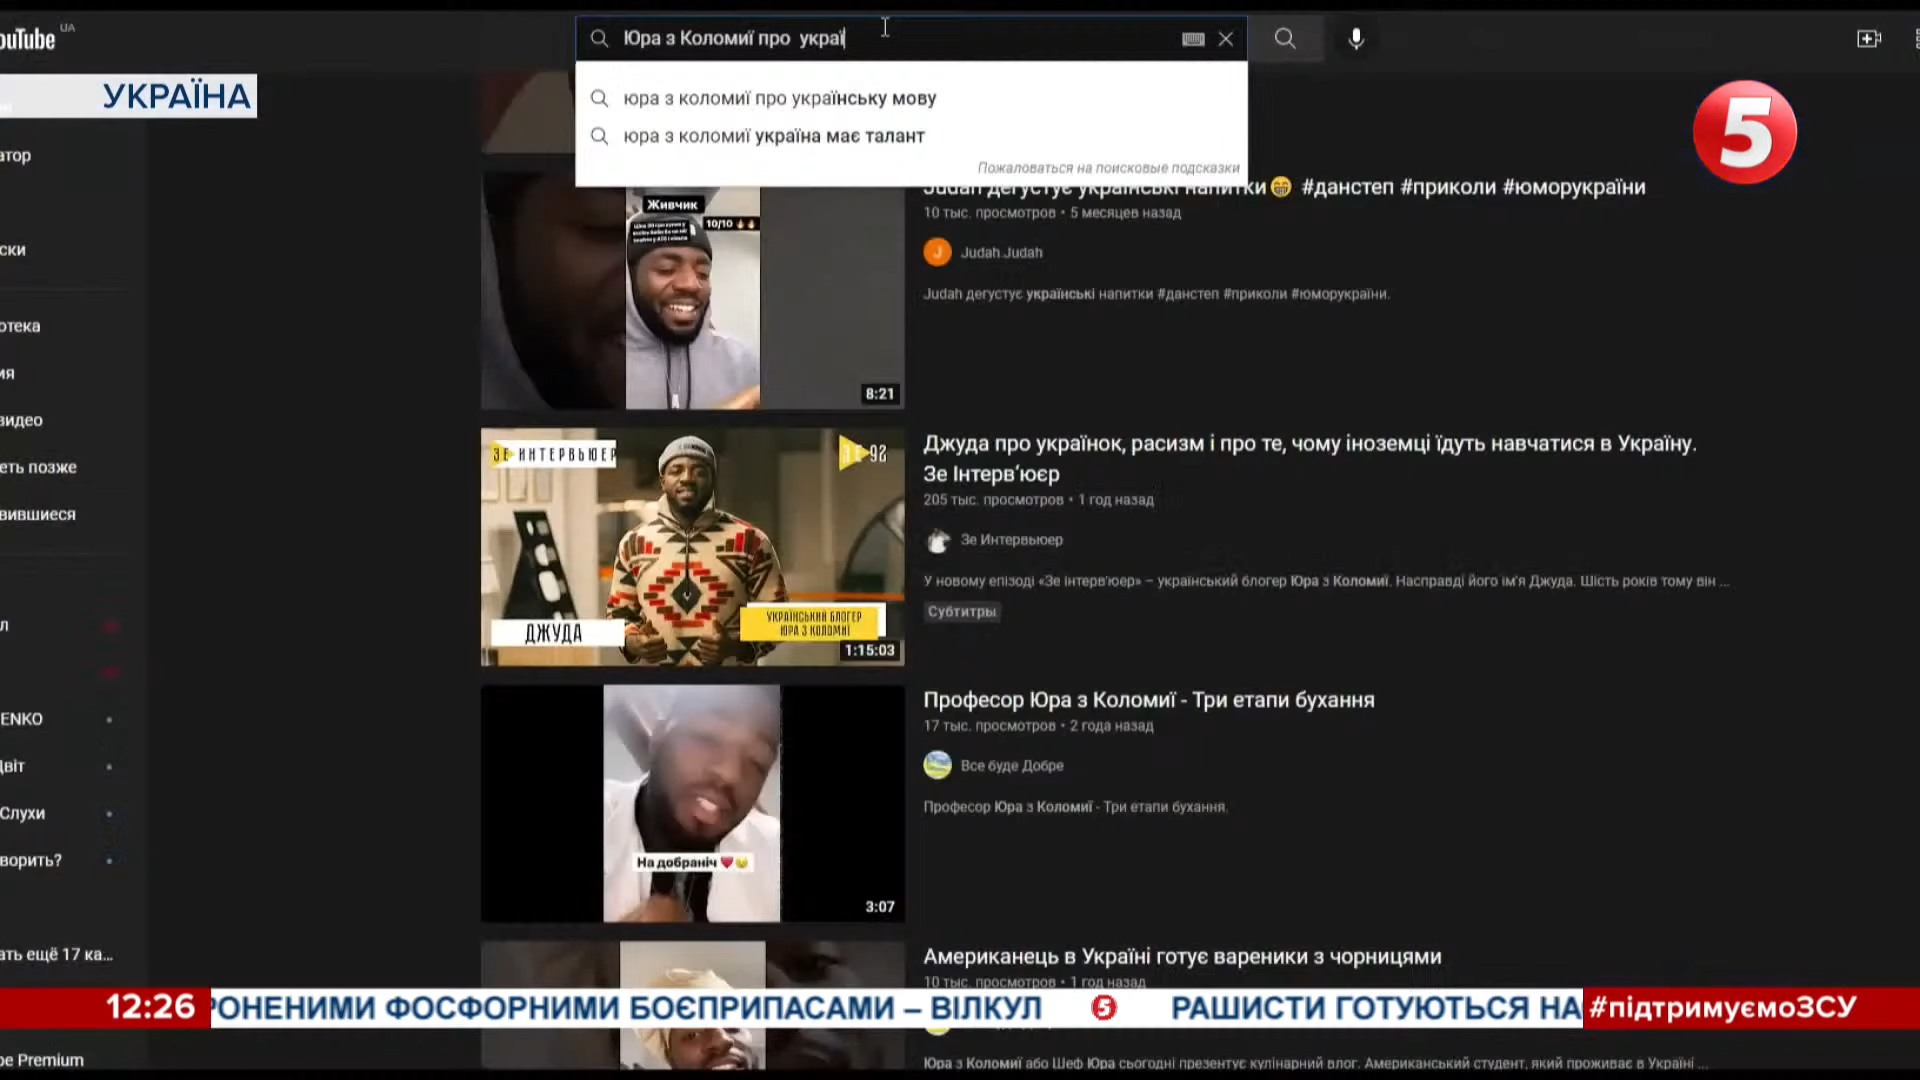 ouTube UA
Юра з Коломиї про украї
УКРАЇНА
юра з коломиї про українську мову
юра з коломиї україна має талант
Пожаловаться на поисковые подсказки
5
атор
ски
отека
ия
видео
еть позже
вившиеся
л
ENKO
Двіт
Слухи
ворить?
ать ещё 17 ка...
be Premium
Живчик
10/10
8:21
Judah дегустує українські напитки😁 #данстеп #приколи #юморукраїни
10 тыс. просмотров • 5 месяцев назад
J
Judah Judah
Judah дегустує українські напитки #данстеп #приколи #юморукраїни.
ЗЕ ИНТЕРВЬЮЕР
ДЖУДА
УКРАЇНСЬКИЙ БЛОГЕР
ЮРА З КОЛОМИЇ
1:15:03
Джуда про українок, расизм і про те, чому іноземці їдуть навчатися в Україну.
Зе Інтерв‘юєр
205 тыс. просмотров • 1 год назад
Зе Интервьюер
У новому епізоді «Зе Інтерв'юер» – український блогер Юра з Коломиї. Насправді його ім'я Джуда. Шість років тому він ...
Субтитры
На добраніч ❤😂
3:07
Професор Юра з Коломиї - Три етапи бухання
17 тыс. просмотров • 2 года назад
Все буде Добре
Професор Юра з Коломиї - Три етапи бухання.
Американець в Україні готує вареники з чорницями
10 тыс. просмотров • 1 год назад
12:26
РОНЕНИМИ ФОСФОРНИМИ БОЄПРИПАСАМИ – ВІЛКУЛ 5 РАШИСТИ ГОТУЮТЬСЯ НА
#підтримуємоЗСУ
Юра з Коломиї або Шеф Юра сьогодні презентує кулінарний влог. Американський студент, який проживає в Україні ...